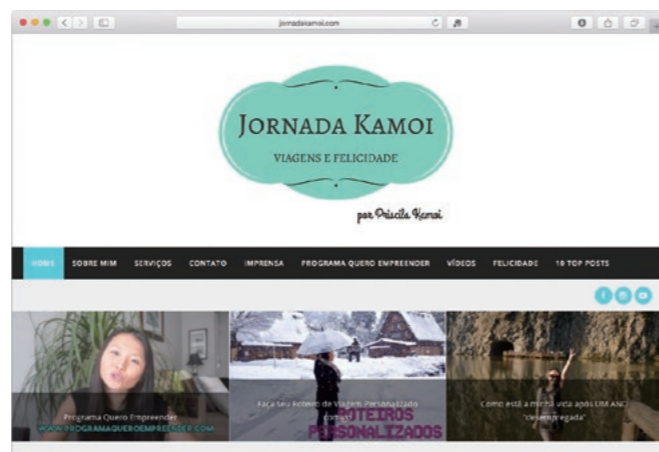 jornadakamoi.com
JORNADA KAMOI
VIAGENS E FELICIDADE
por Priscila Kamoi
HOME SOBRE MIM SERVIÇOS CONTATO IMPRENSA PROGRAMA QUERO EMPREENDER VÍDEOS FELICIDADE 10 TOP POSTS
Programa Quero Empreender
WWW.PROGRAMAQUEROEMPREENDER.COM
Faça seu Roteiro de Viagem Personalizado
ROTEIROS
PERSONALIZADOS
Como está a minha vida após UM ANO
"desempregada"